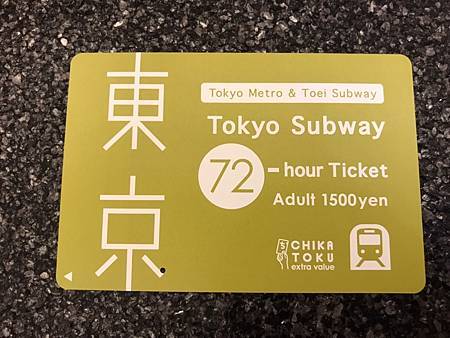 東京
Tokyo Metro & Toei Subway
Tokyo Subway
72-hour Ticket
Adult 1500yen
CHIKA
TOKU
extra value